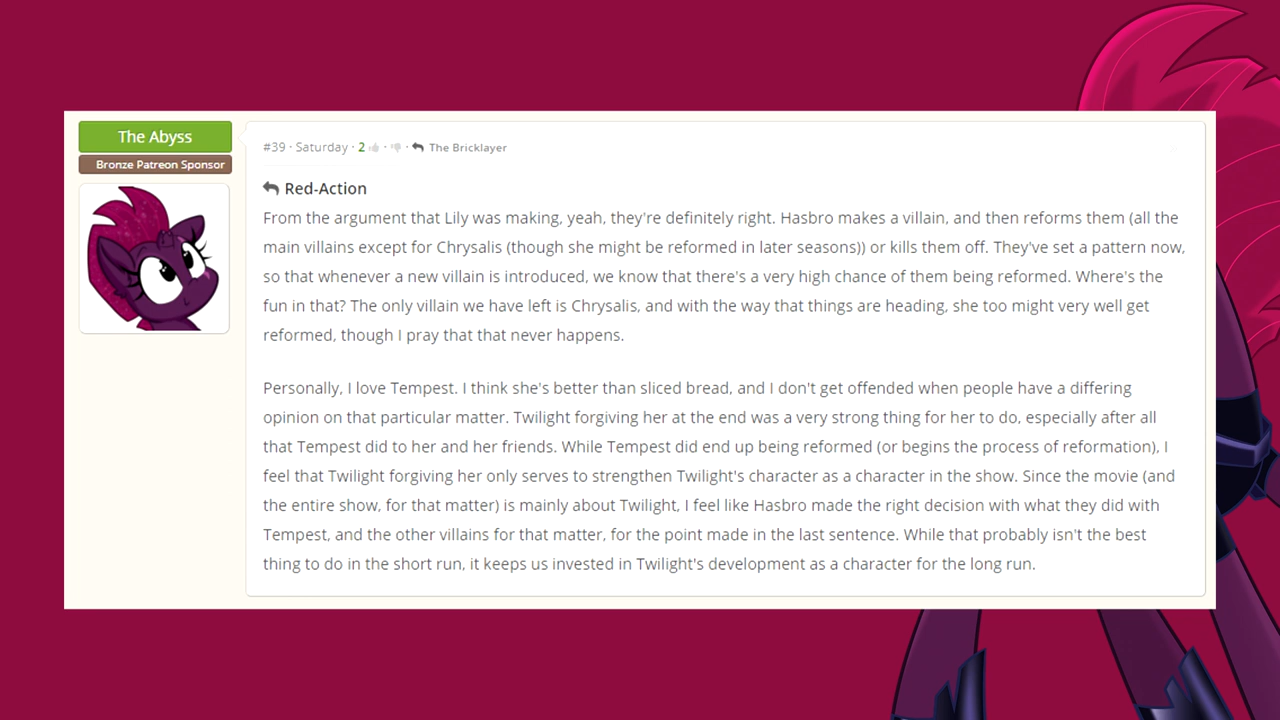 The Abyss
Bronze Patreon Sponsor
#39 · Saturday · 2 · · The Bricklayer
Red-Action
From the argument that Lily was making, yeah, they're definitely right. Hasbro makes a villain, and then reforms them (all the
main villains except for Chrysalis (though she might be reformed in later seasons)) or kills them off. They've set a pattern now,
so that whenever a new villain is introduced, we know that there's a very high chance of them being reformed. Where's the
fun in that? The only villain we have left is Chrysalis, and with the way that things are heading, she too might very well get
reformed, though I pray that that never happens.
Personally, I love Tempest. I think she's better than sliced bread, and I don't get offended when people have a differing
opinion on that particular matter. Twilight forgiving her at the end was a very strong thing for her to do, especially after all
that Tempest did to her and her friends. While Tempest did end up being reformed (or begins the process of reformation), I
feel that Twilight forgiving her only serves to strengthen Twilight's character as a character in the show. Since the movie (and
the entire show, for that matter) is mainly about Twilight, I feel like Hasbro made the right decision with what they did with
Tempest, and the other villains for that matter, for the point made in the last sentence. While that probably isn't the best
thing to do in the short run, it keeps us invested in Twilight's development as a character for the long run.